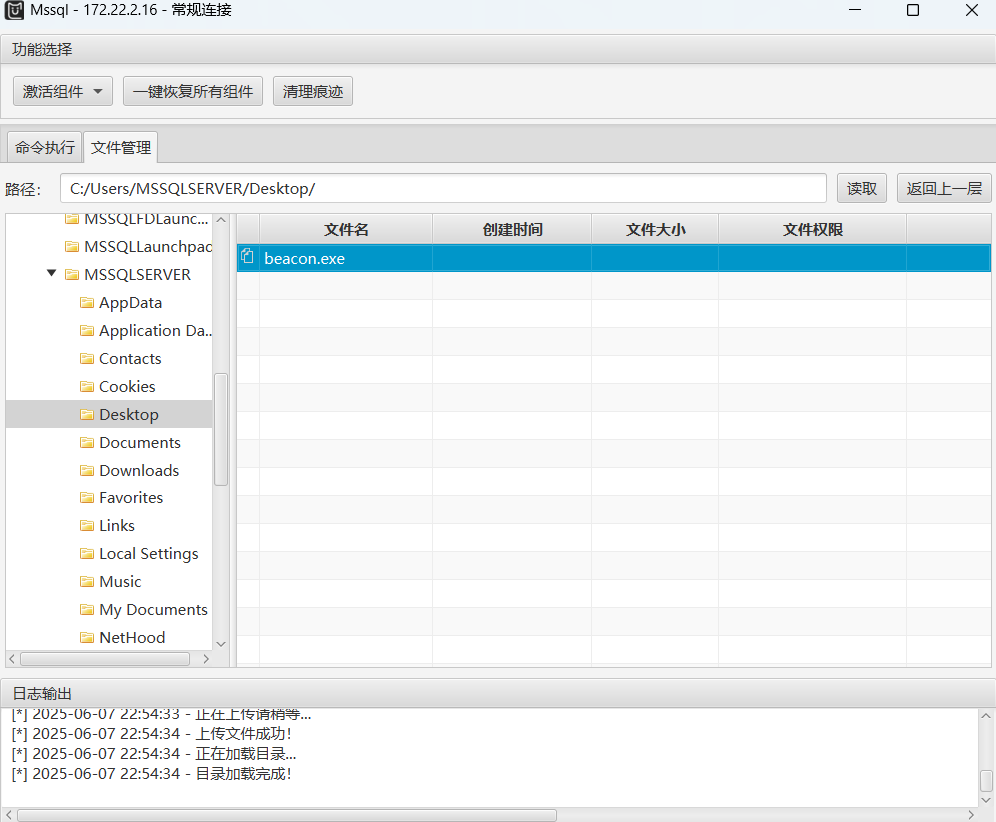 Mssql - 172.22.2.16 - 常规连接
功能选择
激活组件 一键恢复所有组件 清理痕迹
命令执行 文件管理
路径： C:/Users/MSSQLSERVER/Desktop/ 读取 返回上一层
文件名 创建时间 文件大小 文件权限
beacon.exe
MSSQLFDLaunc...
MSSQLLaunchpac
MSSQLSERVER
AppData
Application Da..
Contacts
Cookies
Desktop
Documents
Downloads
Favorites
Links
Local Settings
Music
My Documents
NetHood
日志输出
[*] 2025-06-07 22:54:33 - 正在上传请稍等...
[*] 2025-06-07 22:54:34 - 上传文件成功！
[*] 2025-06-07 22:54:34 - 正在加载目录...
[*] 2025-06-07 22:54:34 - 目录加载完成！